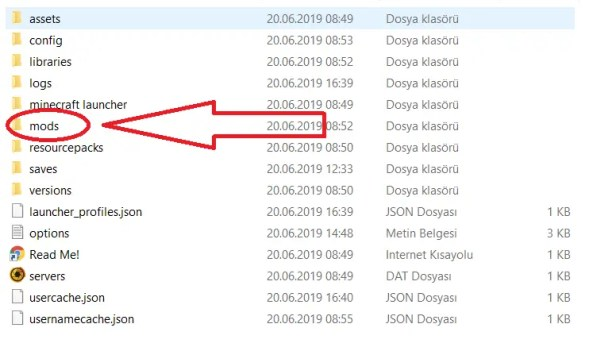 assets 20.06.2019 08:49 Dosya klasörü
config 20.06.2019 08:53 Dosya klasörü
libraries 20.06.2019 08:52 Dosya klasörü
logs 20.06.2019 16:39 Dosya klasörü
minecraft launcher 20.06.2019 08:49 Dosya klasörü
mods 20.06.2019 08:52 Dosya klasörü
resourcepacks 20.06.2019 08:50 Dosya klasörü
saves 20.06.2019 12:33 Dosya klasörü
versions 20.06.2019 08:50 Dosya klasörü
launcher_profiles.json 20.06.2019 16:39 JSON Dosyası 1 KB
options 20.06.2019 14:48 Metin Belgesi 3 KB
Read Me! 20.06.2019 08:49 Internet Kısayolu 1 KB
servers 20.06.2019 08:49 DAT Dosyası 1 KB
usercache.json 20.06.2019 16:40 JSON Dosyası 1 KB
usernamecache.json 20.06.2019 08:55 JSON Dosyası 1 KB